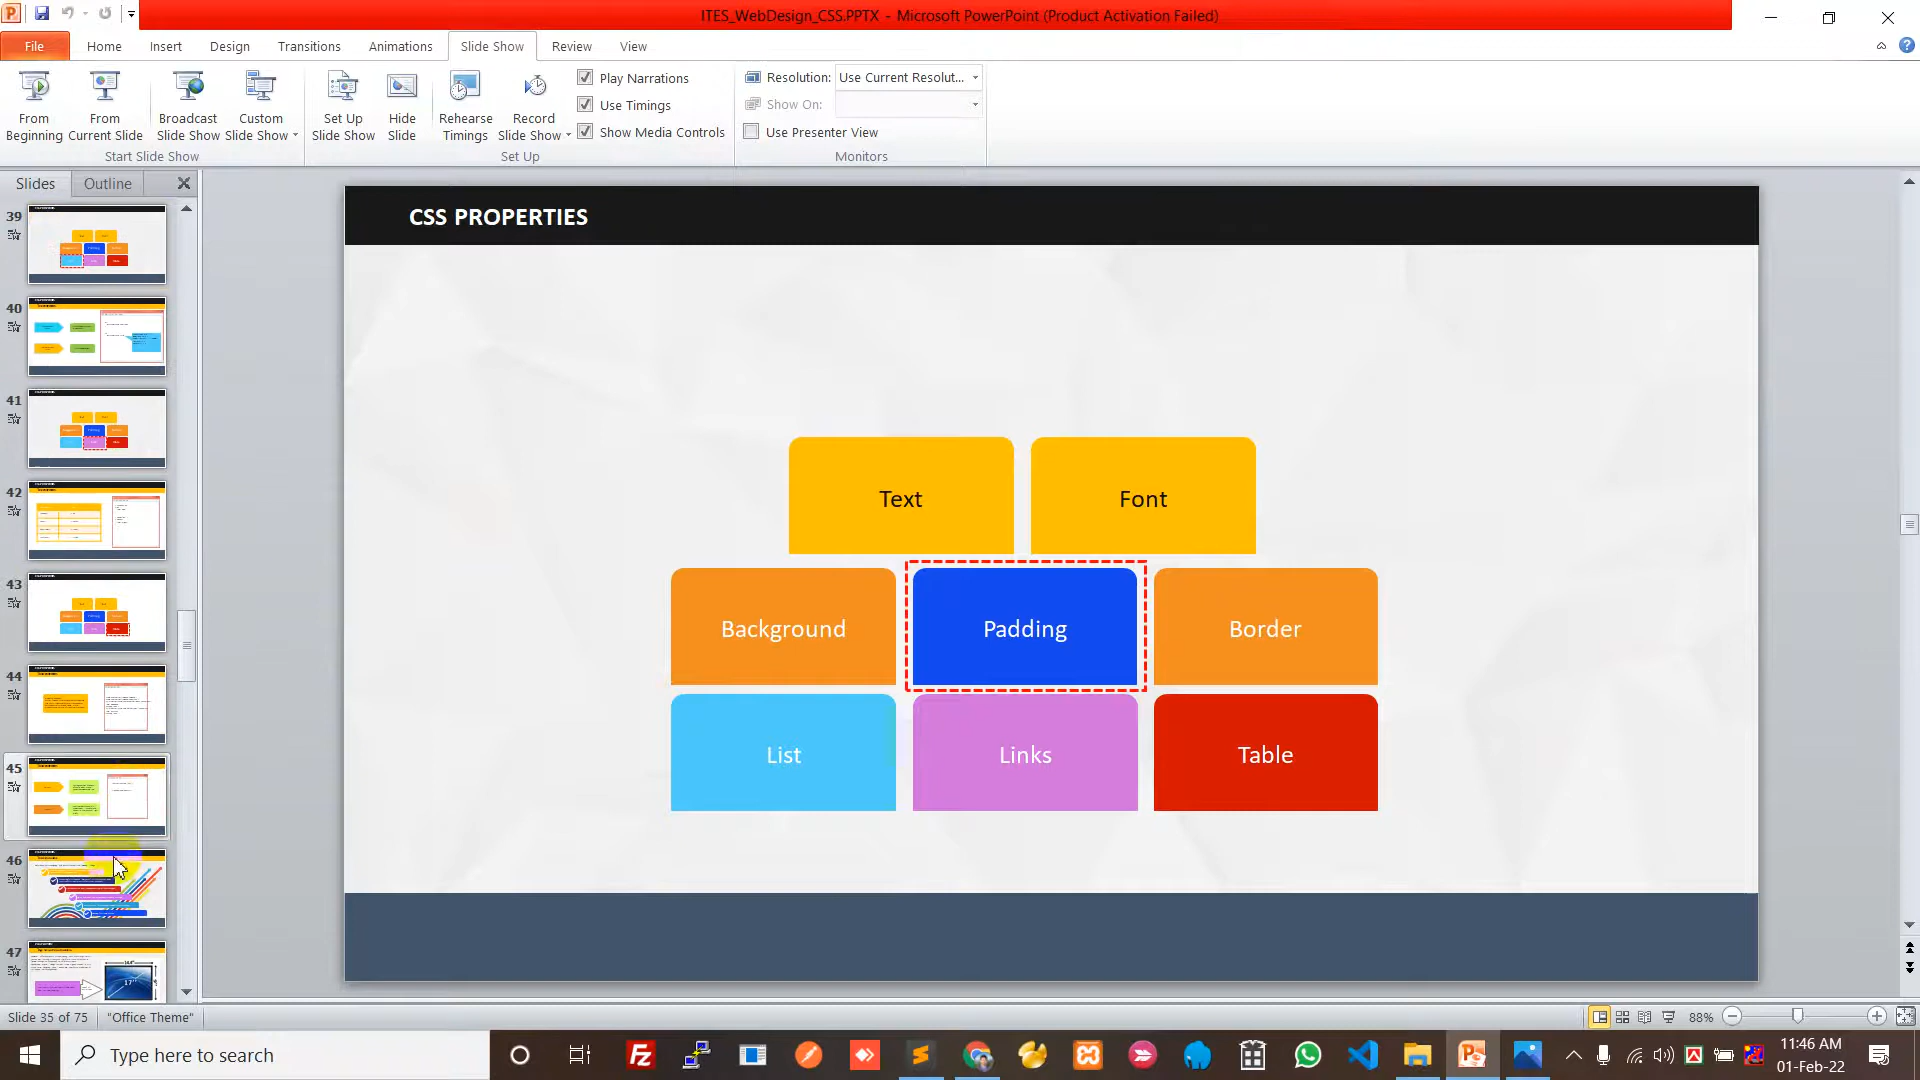 ITES_WebDesign_CSS.PPTX - Microsoft PowerPoint (Product Activation Failed)
File Home Insert Design Transitions Animations Slide Show Review View
From Beginning
From Current Slide
Broadcast Slide Show
Custom Slide Show
Start Slide Show
Set Up Slide Show
Hide Slide
Rehearse Timings
Record Slide Show
Play Narrations
Use Timings
Show Media Controls
Set Up
Resolution: Use Current Resolut...
Show On:
Use Presenter View
Monitors
Slides Outline
39
40
41
42
43
44
45
46
47
CSS PROPERTIES
Text Font
Background Padding Border
List Links Table
Slide 35 of 75 "Office Theme" 88%
Type here to search
11:46 AM
01-Feb-22